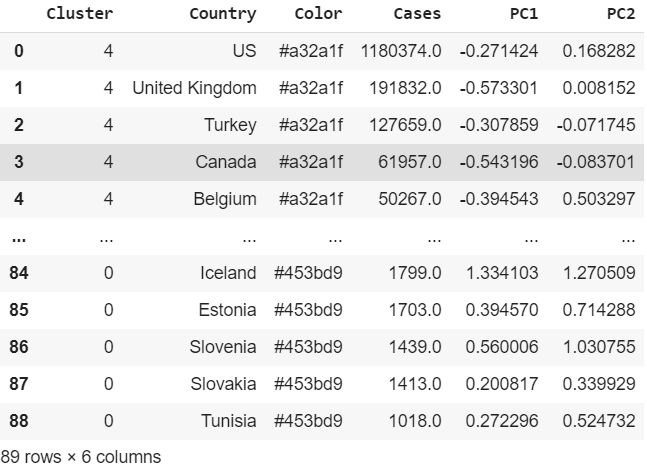 Cluster Country Color Cases PC1 PC2
0 4 US #a32a1f 1180374.0 -0.271424 0.168282
1 4 United Kingdom #a32a1f 191832.0 -0.573301 0.008152
2 4 Turkey #a32a1f 127659.0 -0.307859 -0.071745
3 4 Canada #a32a1f 61957.0 -0.543196 -0.083701
4 4 Belgium #a32a1f 50267.0 -0.394543 0.503297
... ... ... ... ... ... ...
84 0 Iceland #453bd9 1799.0 1.334103 1.270509
85 0 Estonia #453bd9 1703.0 0.394570 0.714288
86 0 Slovenia #453bd9 1439.0 0.560006 1.030755
87 0 Slovakia #453bd9 1413.0 0.200817 0.339929
88 0 Tunisia #453bd9 1018.0 0.272296 0.524732
89 rows × 6 columns